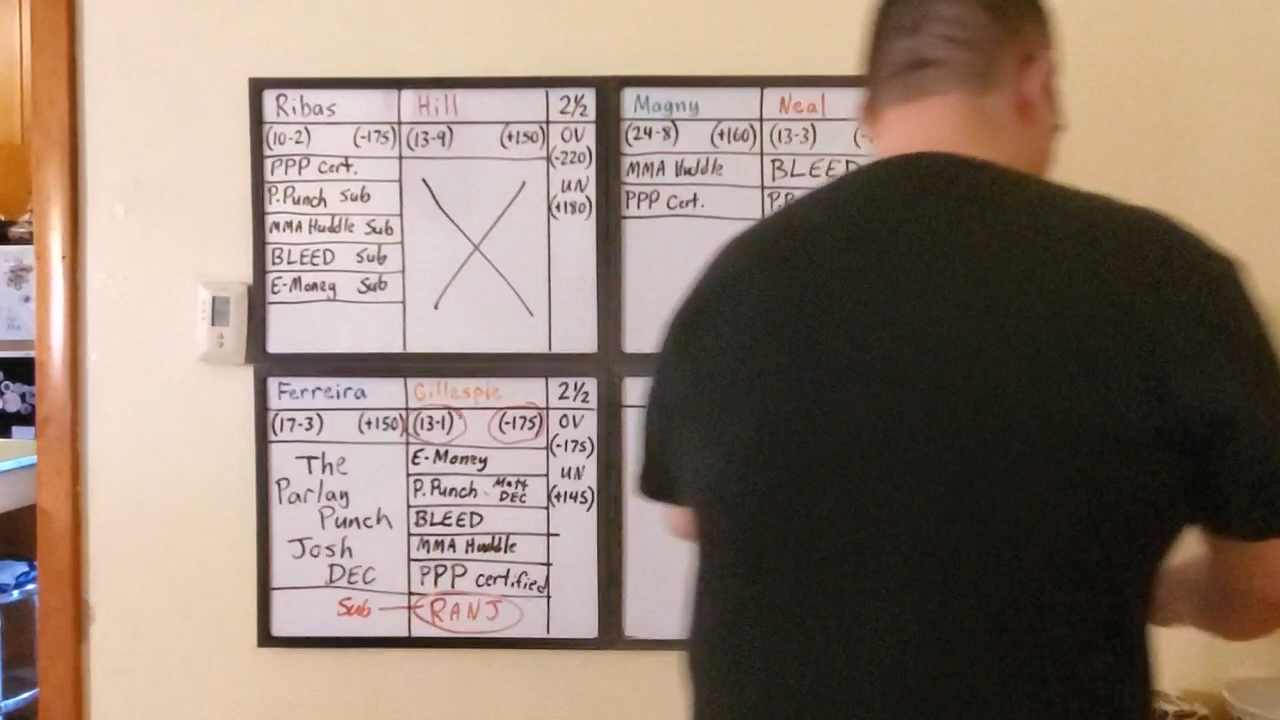 Ribas Hill 2½
(10-2) (-175) (13-9) (+150) OV
(-220)
PPP Cert.
P.Punch Sub UN
(+180)
MMA Huddle Sub
BLEED Sub
E-Money Sub
Magny Neal
(24-8) (+160) (13-3)
MMA Huddle BLEED
PPP Cert.
Ferreira Gillespie 2½
(17-3) (+150) (13-1) (-175) OV
(-175)
The E-Money UN
Parlay P.Punch - Matt DEC (+145)
Punch BLEED
Josh MMA Huddle
DEC PPP certified
Sub RANJ